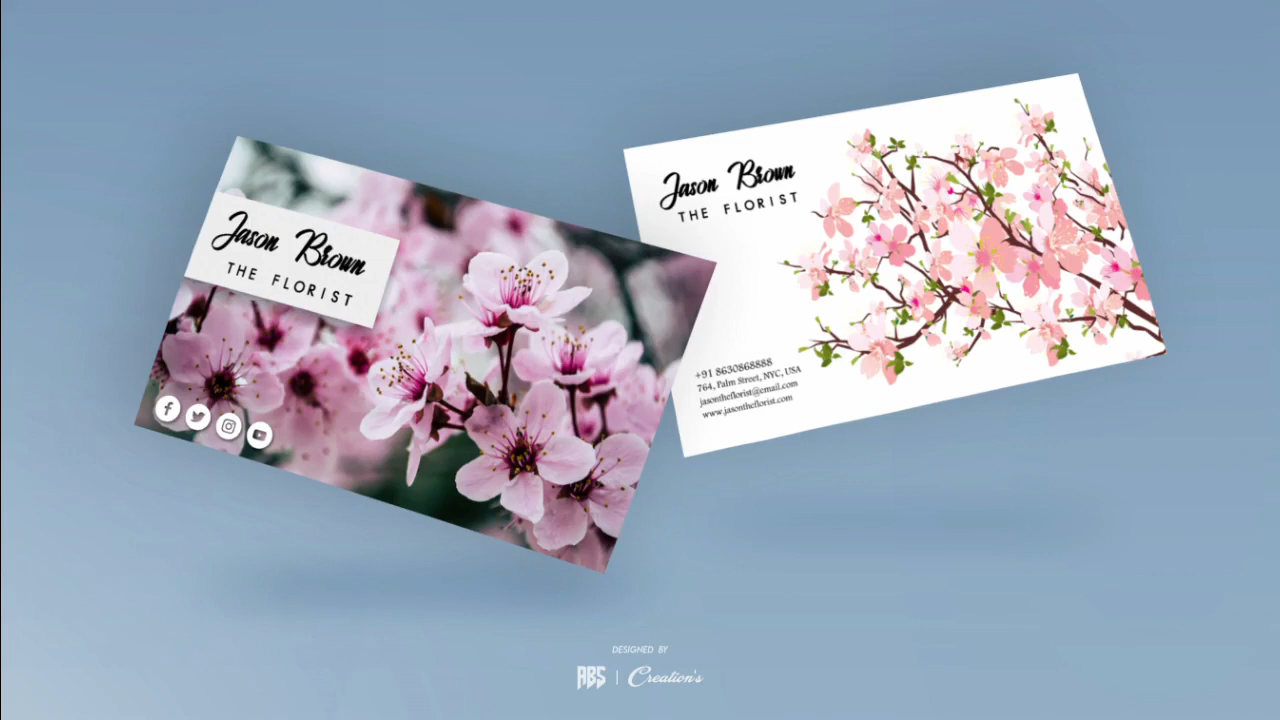 Jason Brown
THE FLORIST
Jason Brown
THE FLORIST
+91 8630868888
764, Palm Street, NYC, USA
jasontheflorist@email.com
www.jasontheflorist.com
DESIGNED BY
ABS | Creation's